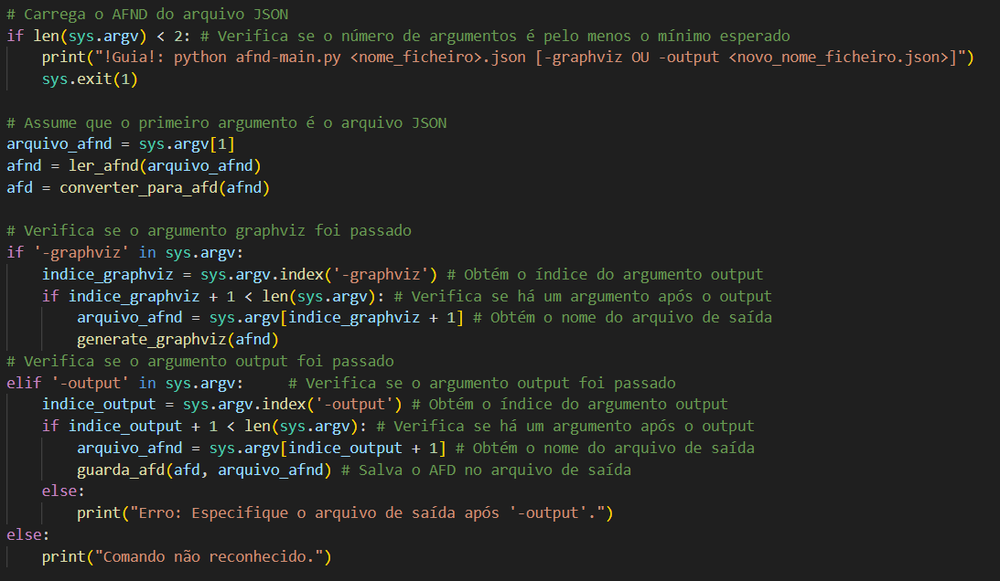 # Carrega o AFND do arquivo JSON
if len(sys.argv) < 2: # Verifica se o número de argumentos é pelo menos o mínimo esperado
    print("!Guia!: python afnd-main.py <nome_ficheiro>.json [-graphviz OU -output <novo_nome_ficheiro.json>]")
    sys.exit(1)

# Assume que o primeiro argumento é o arquivo JSON
arquivo_afnd = sys.argv[1]
afnd = ler_afnd(arquivo_afnd)
afd = converter_para_afd(afnd)

# Verifica se o argumento graphviz foi passado
if '-graphviz' in sys.argv:
    indice_graphviz = sys.argv.index('-graphviz') # Obtém o índice do argumento output
    if indice_graphviz + 1 < len(sys.argv): # Verifica se há um argumento após o output
        arquivo_afnd = sys.argv[indice_graphviz + 1] # Obtém o nome do arquivo de saída
        generate_graphviz(afnd)
# Verifica se o argumento output foi passado
elif '-output' in sys.argv:     # Verifica se o argumento output foi passado
    indice_output = sys.argv.index('-output') # Obtém o índice do argumento output
    if indice_output + 1 < len(sys.argv): # Verifica se há um argumento após o output
        arquivo_afnd = sys.argv[indice_output + 1] # Obtém o nome do arquivo de saída
        guarda_afd(afd, arquivo_afnd) # Salva o AFD no arquivo de saída
    else:
        print("Erro: Especifique o arquivo de saída após '-output'.")
else:
    print("Comando não reconhecido.")